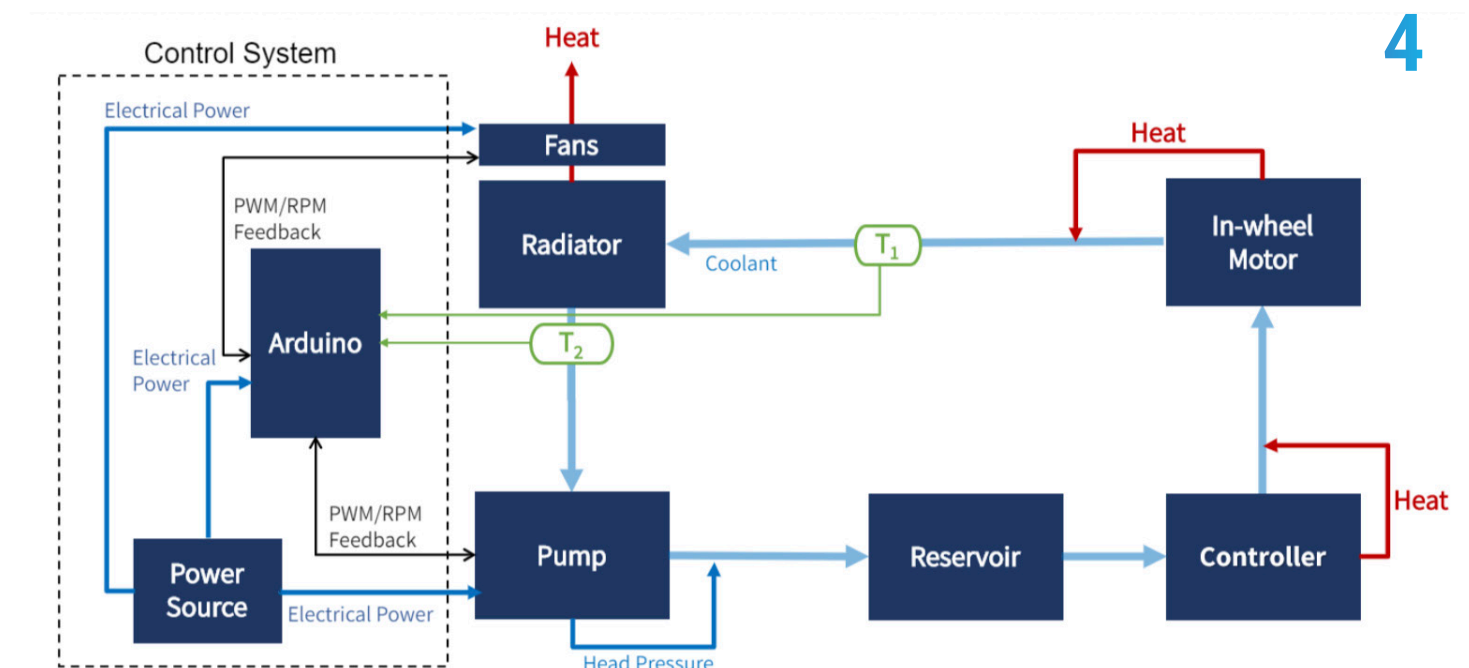 4
Control System
Heat
Electrical Power
Fans
Heat
PWM/RPM
Feedback
Radiator
T₁
Coolant
In-wheel
Motor
Arduino
T₂
Electrical
Power
PWM/RPM
Feedback
Pump
Reservoir
Controller
Heat
Power
Source
Electrical Power
Head Pressure